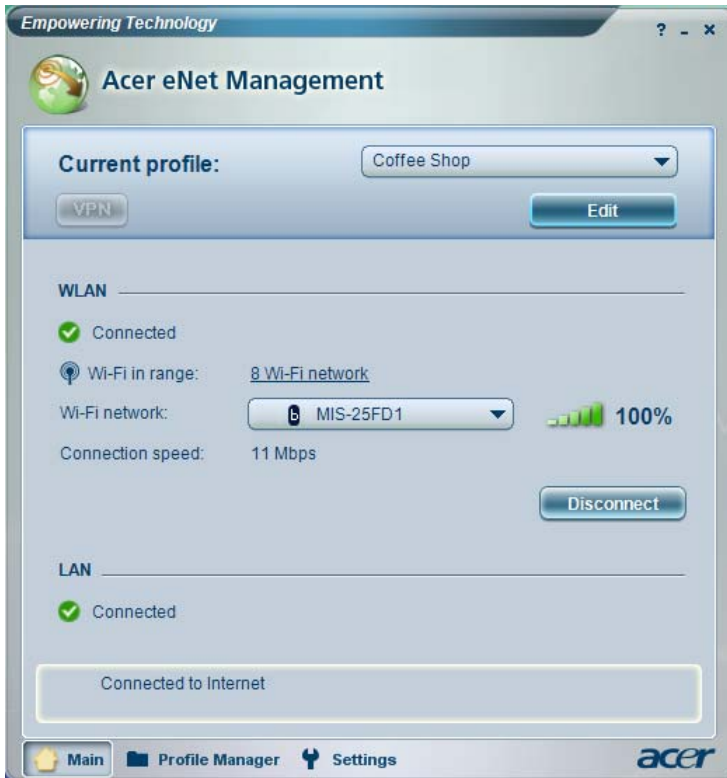 Empowering Technology
? - ×
Acer eNet Management
Current profile: Coffee Shop
VPN Edit
WLAN
Connected
Wi-Fi in range: 8 Wi-Fi network
Wi-Fi network: b MIS-25FD1 100%
Connection speed: 11 Mbps
Disconnect
LAN
Connected
Connected to Internet
Main Profile Manager Settings acer